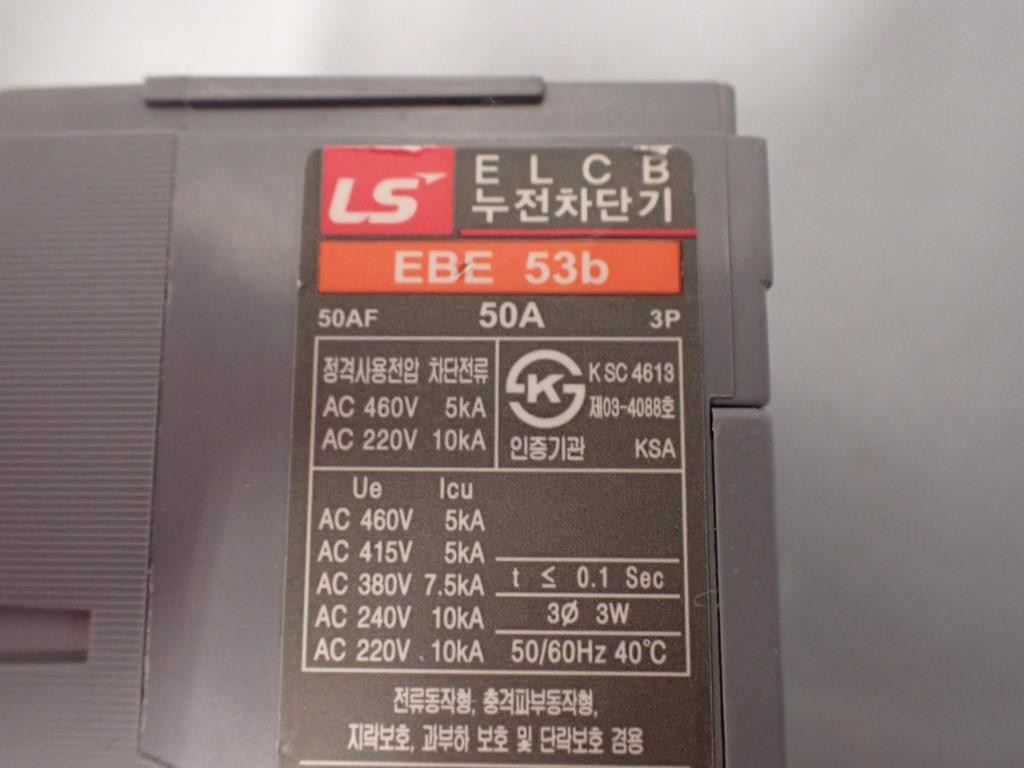 LS
E L C B
누전차단기
EBE 53b
50AF 50A 3P
정격사용전압 차단전류
AC 460V 5kA
AC 220V 10kA
K
K SC 4613
제03-4088호
인증기관 KSA
Ue Icu
AC 460V 5kA
AC 415V 5kA
AC 380V 7.5kA
AC 240V 10kA
AC 220V 10kA
t ≤ 0.1 Sec
3Ø 3W
50/60Hz 40℃
전류동작형, 충격파부동작형,
지락보호, 과부하 보호 및 단락보호 겸용